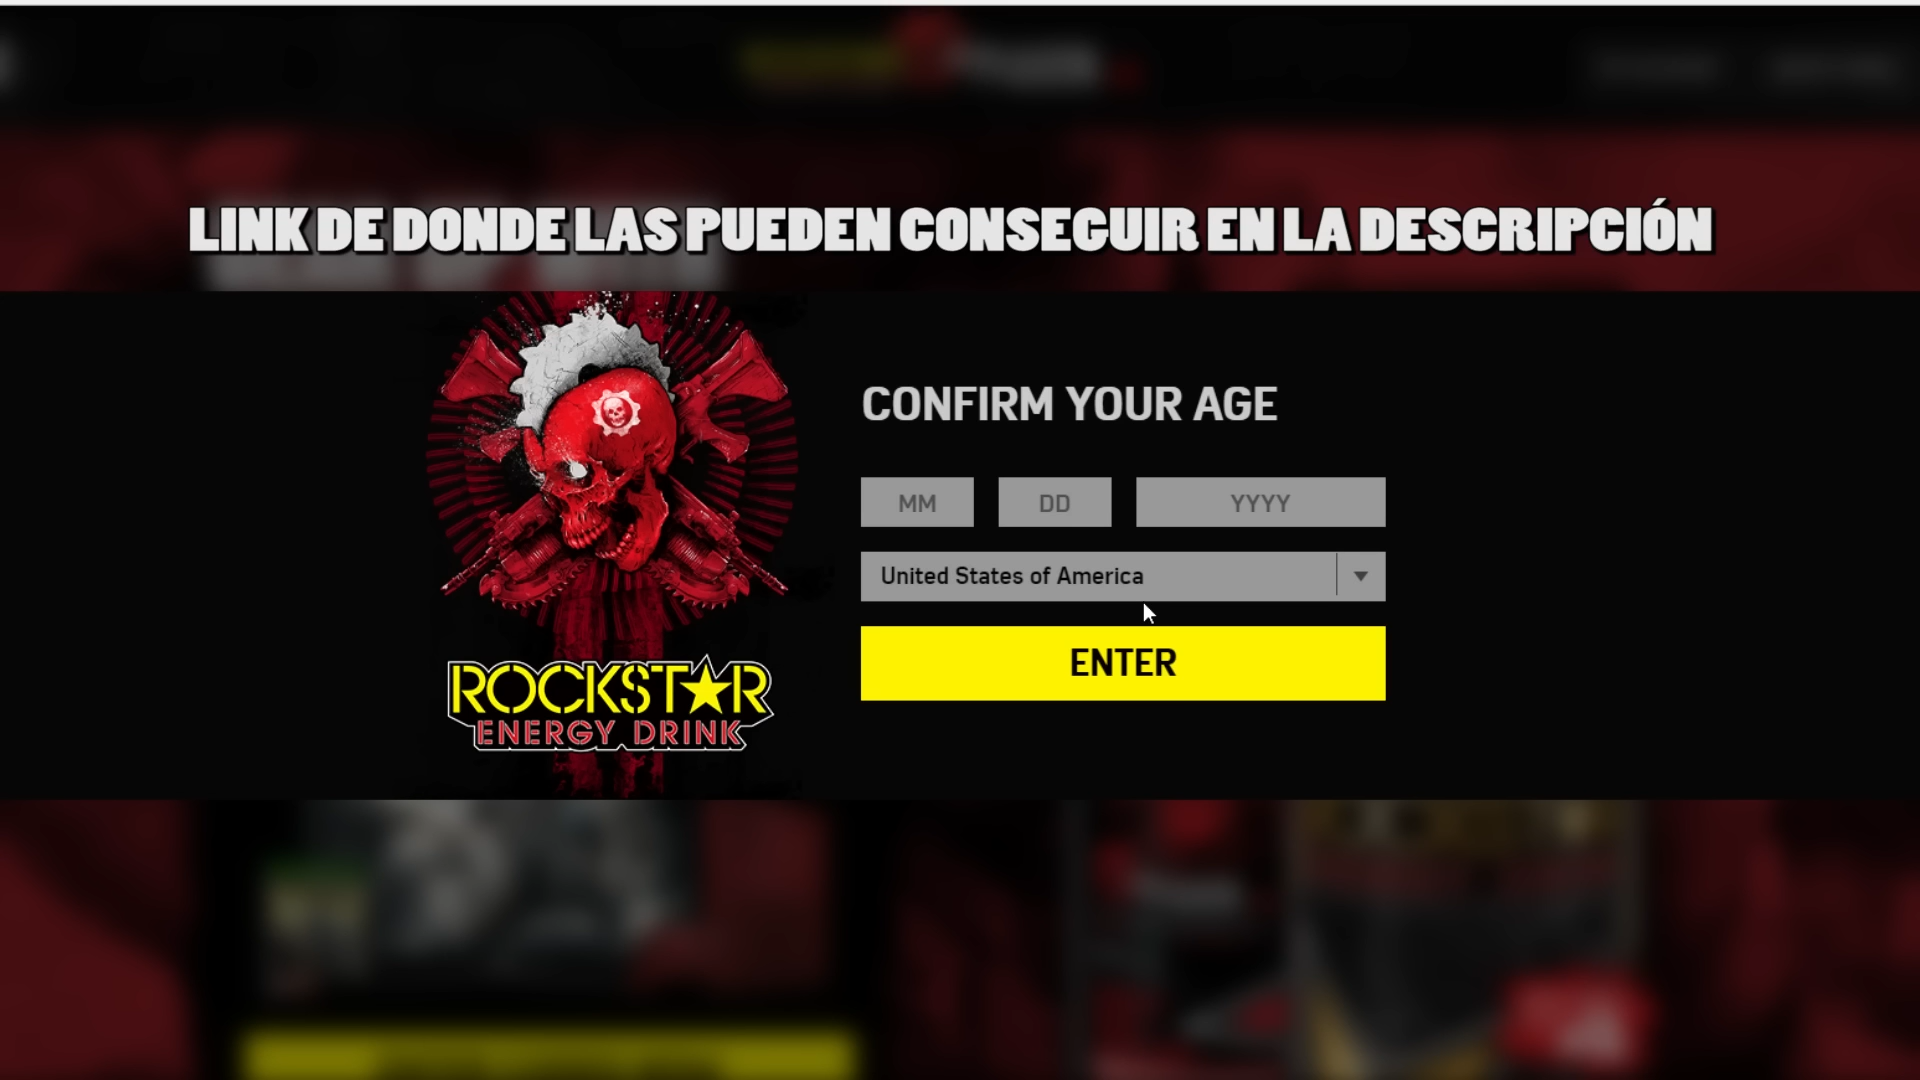 LINK DE DONDE LAS PUEDEN CONSEGUIR EN LA DESCRIPCIÓN
CONFIRM YOUR AGE
MM DD YYYY
United States of America
ENTER
ROCKSTAR
ENERGY DRINK